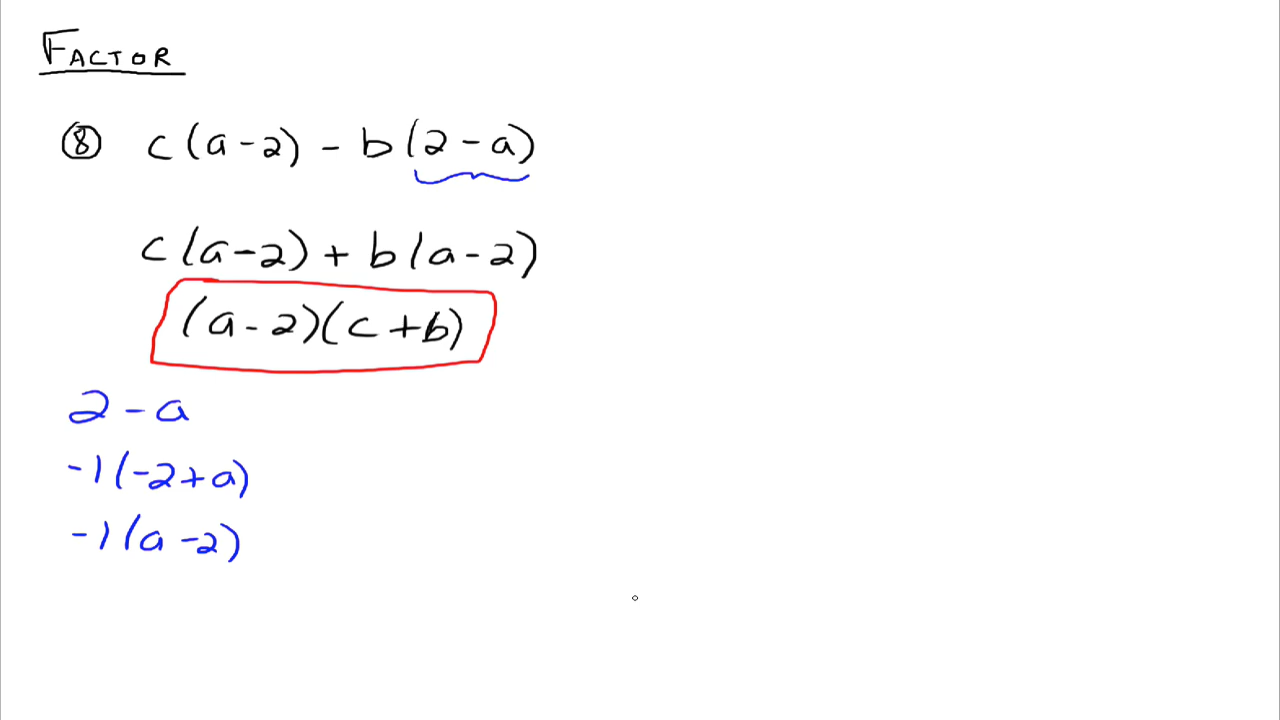 FACTOR
⑧ c(a-2) - b(2-a)
c(a-2) + b(a-2)
(a-2)(c+b)
2-a
-1(-2+a)
-1(a-2)